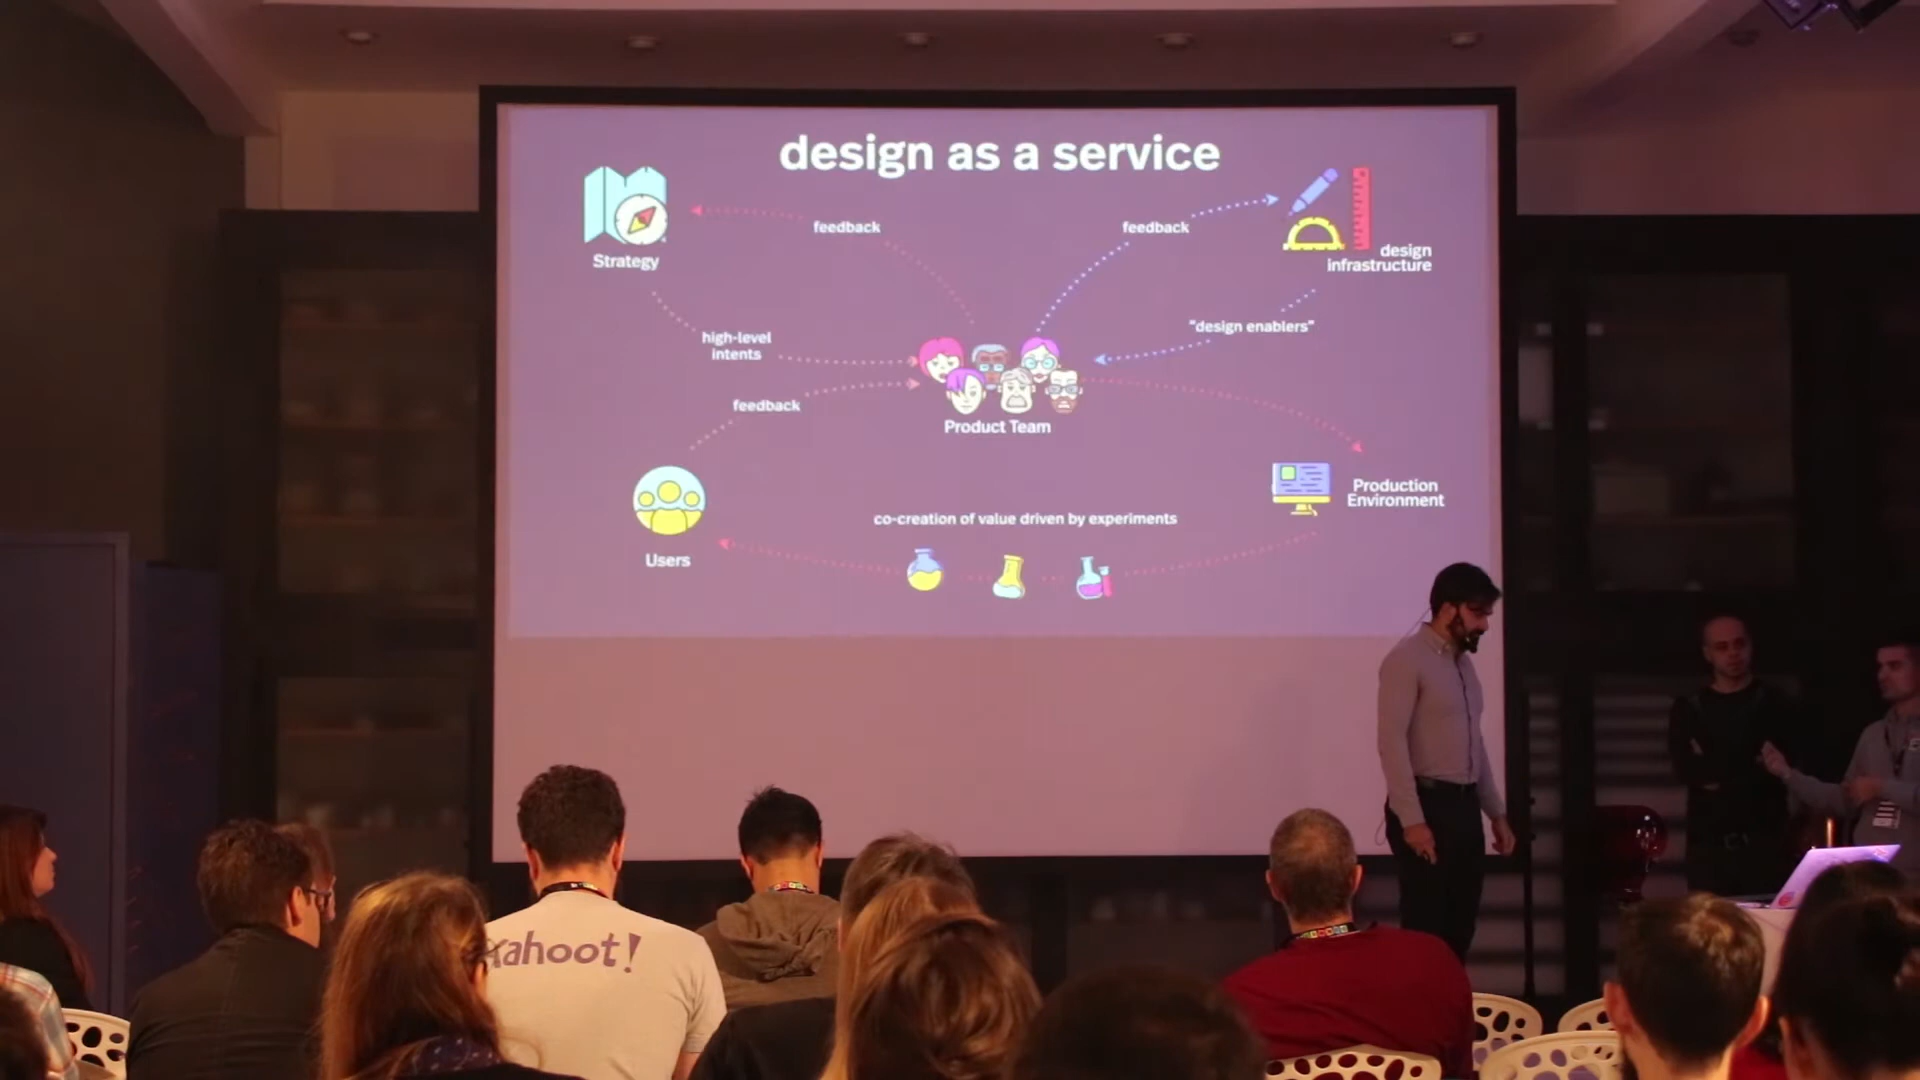 design as a service
feedback
feedback
Strategy
design
infrastructure
high-level
intents
"design enablers"
feedback
Product Team
Production
Environment
co-creation of value driven by experiments
Users
Kahoot!